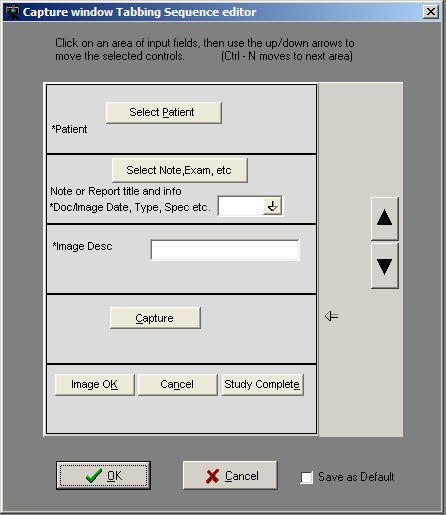 Capture window Tabbing Sequence editor
Click on an area of input fields, then use the up/down arrows to
move the selected controls. (Ctrl - N moves to next area)
Select Patient
*Patient
Select Note,Exam, etc
Note or Report title and info
*Doc/Image Date, Type, Spec etc.
*Image Desc
Capture
Image OK Cancel Study Complete
OK Cancel Save as Default